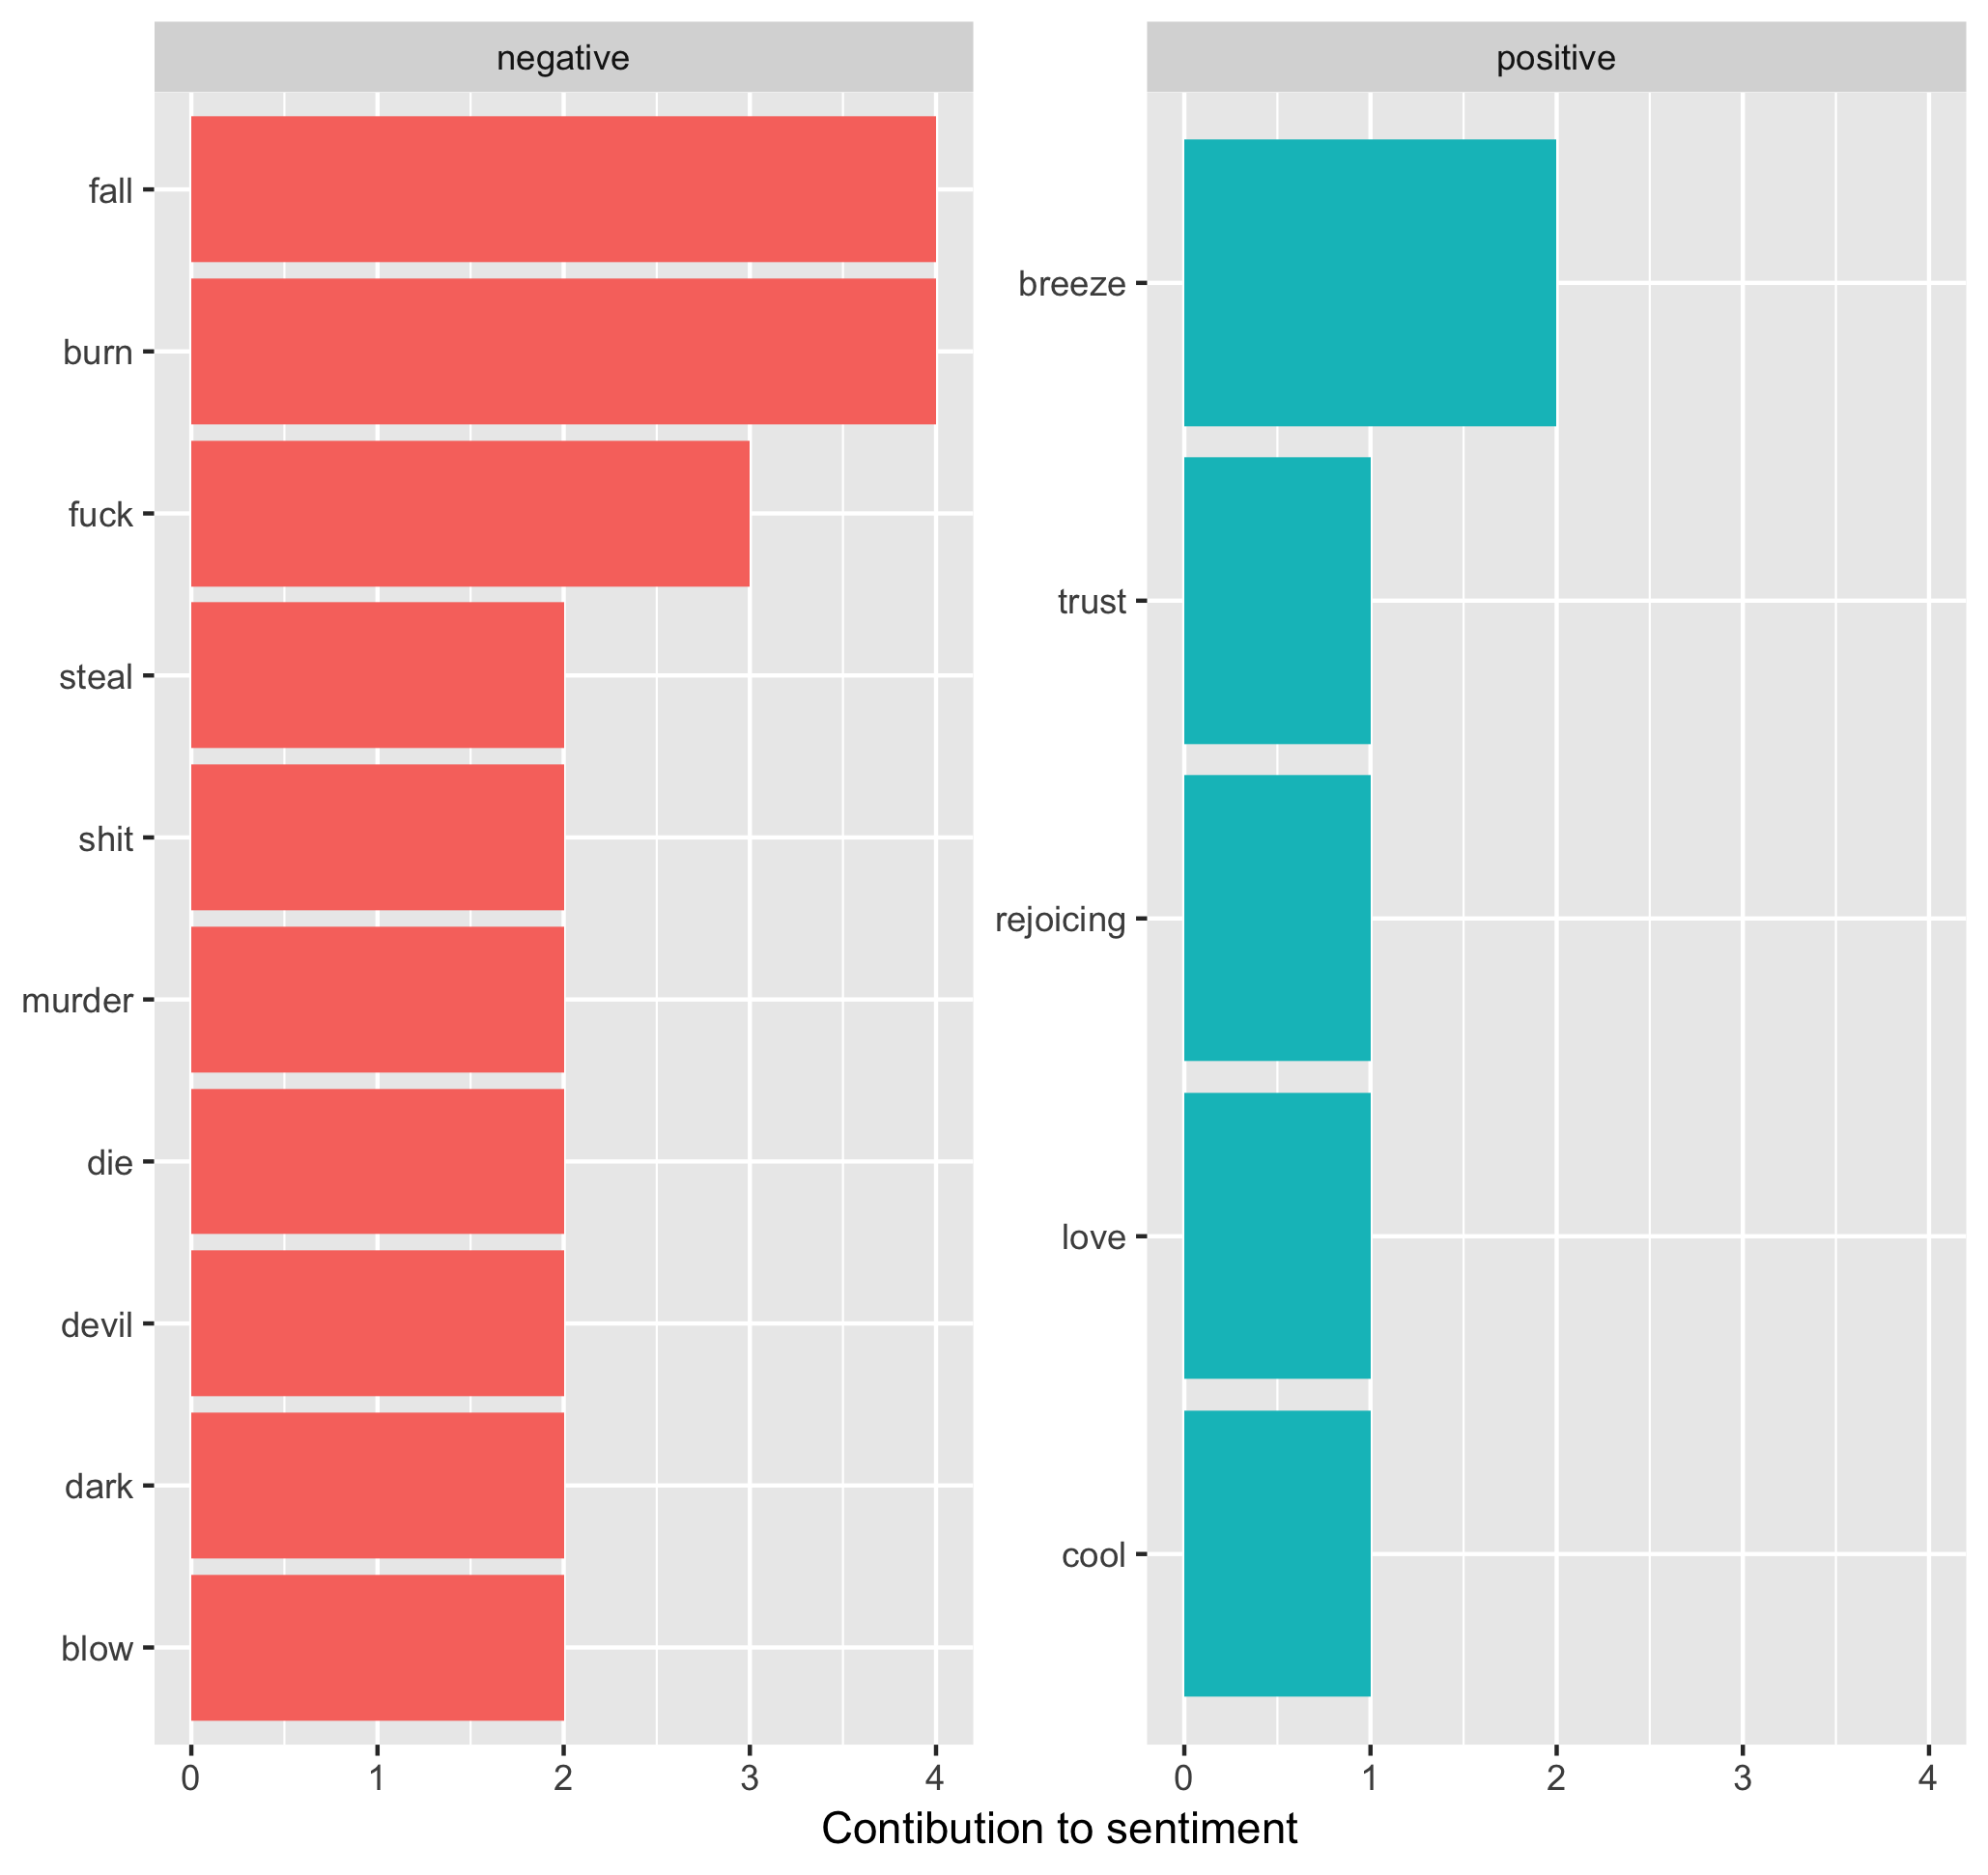 negative
fall
burn
fuck
steal
shit
murder
die
devil
dark
blow
0 1 2 3 4
positive
breeze
trust
rejoicing
love
cool
0 1 2 3 4
Contibution to sentiment